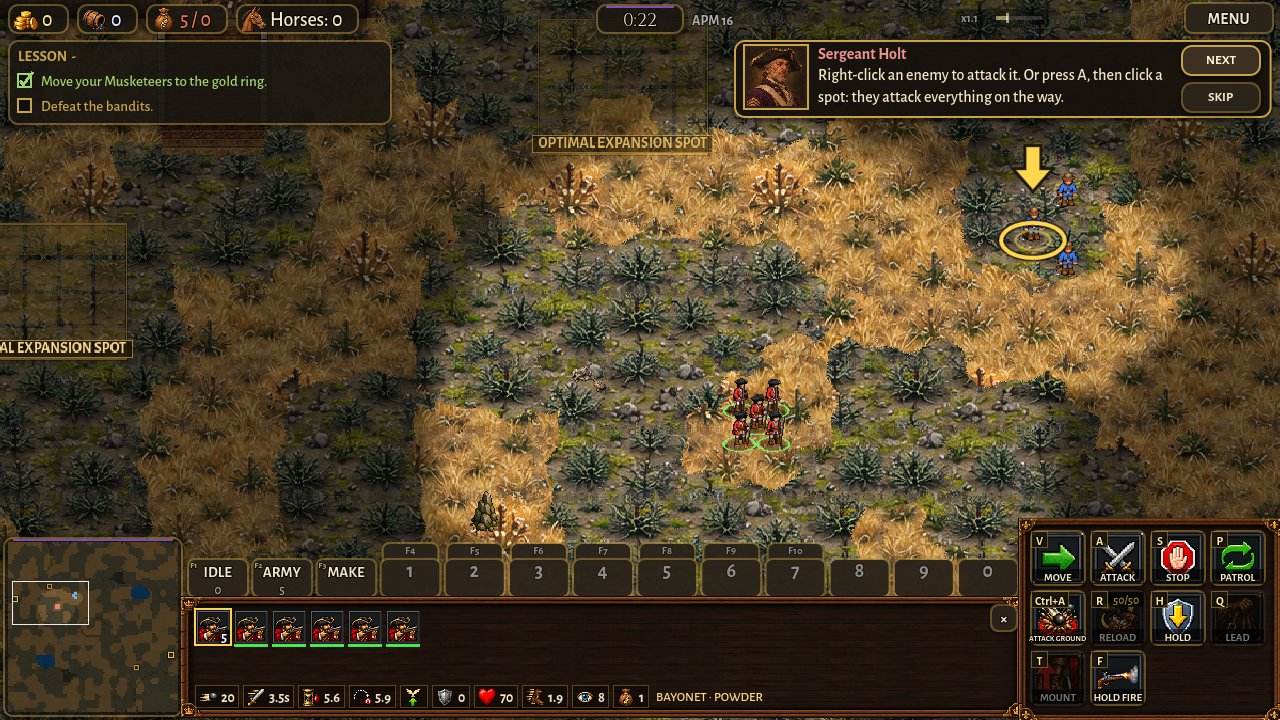 0
0
5 / 0
Horses: 0
0:22
APM 16
x1.1
MENU
LESSON -
Move your Musketeers to the gold ring.
Defeat the bandits.
Sergeant Holt
Right-click an enemy to attack it. Or press A, then click a
spot: they attack everything on the way.
NEXT
SKIP
OPTIMAL EXPANSION SPOT
AL EXPANSION SPOT
F1 IDLE 0
F2 ARMY 5
F3 MAKE
F4 1
F5 2
F6 3
F7 4
F8 5
F9 6
F10 7
8
9
0
5
×
20
3.5s
5.6
5.9
0
70
1.9
8
1
BAYONET · POWDER
V MOVE
A ATTACK
S STOP
P PATROL
Ctrl+A ATTACK GROUND
R 50/50 RELOAD
H HOLD
Q LEAD
T MOUNT
F HOLD FIRE